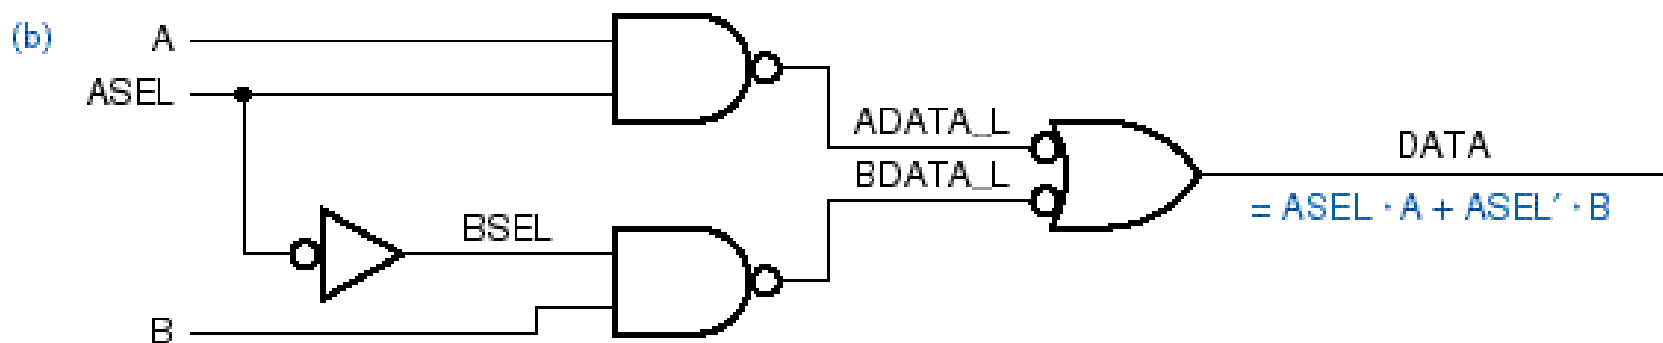 (b)
A
ASEL
ADATA_L
DATA
BDATA_L
= ASEL · A + ASEL′ · B
BSEL
B